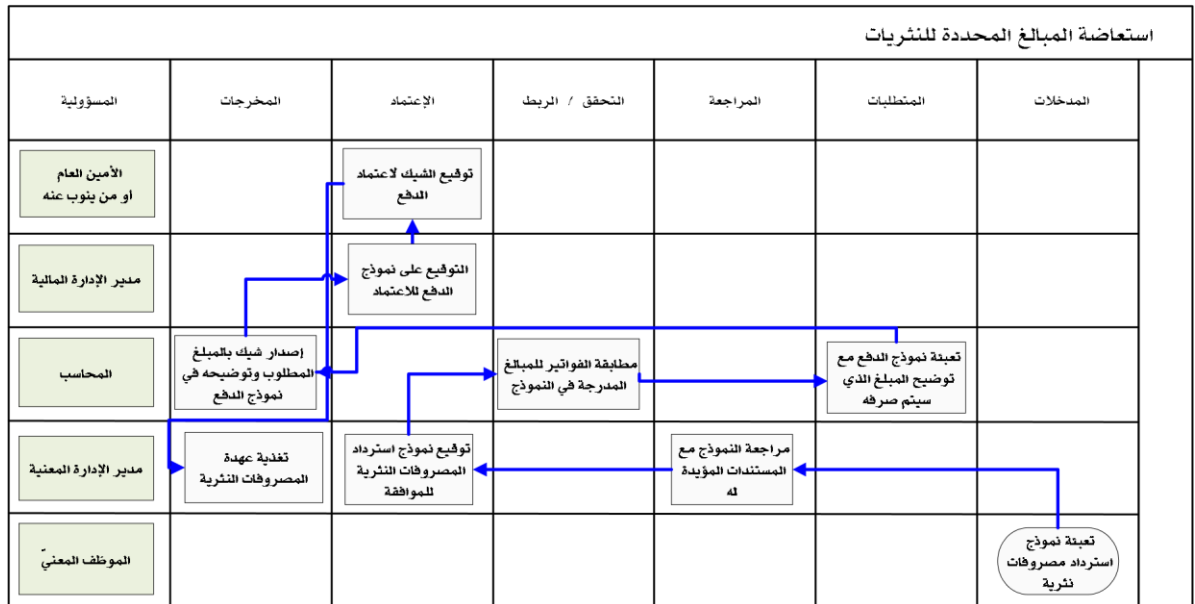 استعاضة المبالغ المحددة للنثريات
المدخلات
المتطلبات
المراجعة
التحقق / الربط
الإعتماد
المخرجات
المسؤولية
توقيع الشيك لاعتماد
الدفع
الأمين العام
او من ينوب عنه
التوقيع على نموذج
الدفع للاعتماد
مدير الإدارة المالية
تعبئة نموذج الدفع مع
توضيح المبلغ الذي
سيتم صرفه
مطابقة الفواتير للمبالغ
المدرجة في النموذج
إصدار شيك بالمبلغ
المطلوب وتوضيحه في
نموذج الدفع
المحاسب
مراجعة النموذج مع
المستندات المؤيدة
له
توقيع نموذج استرداد
المصروفات النثرية
للموافقة
تغذية عهدة
المصروفات النثرية
مدير الإدارة المعنية
تعبئة نموذج
استرداد مصروفات
نثرية
الموظف المعنيّ